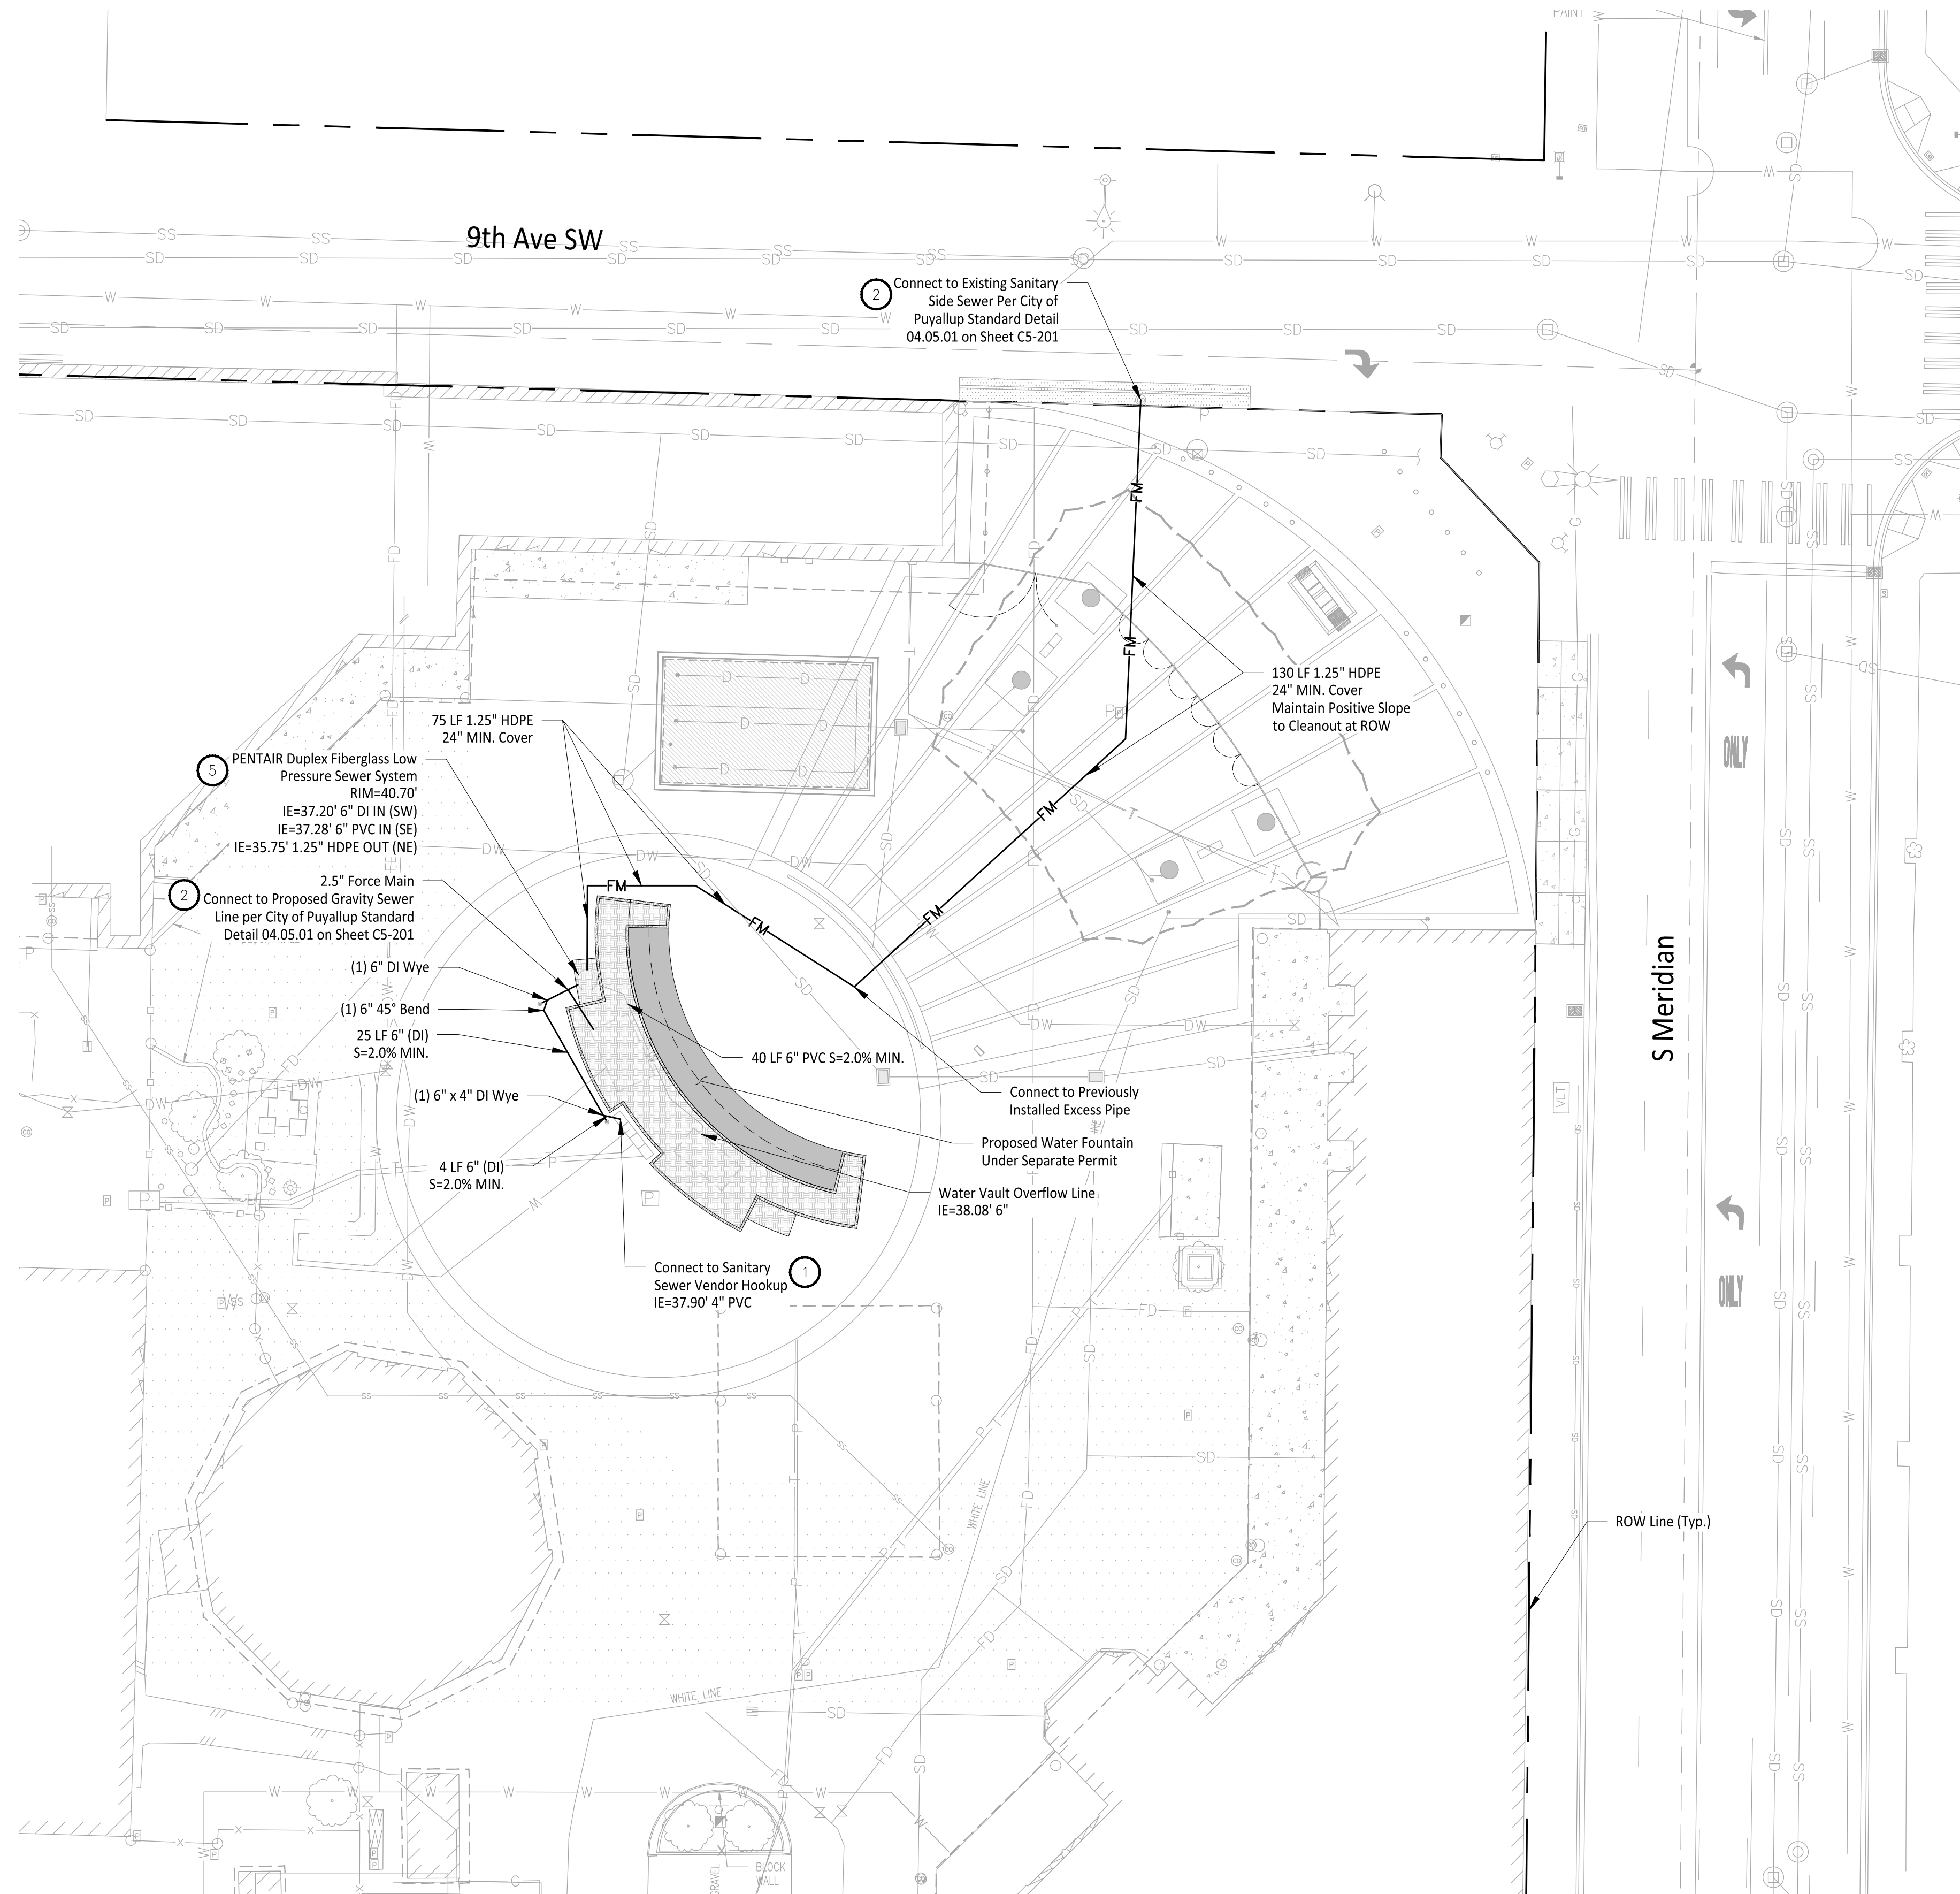 PAINT
9th Ave SW
2
Connect to Existing Sanitary
Side Sewer Per City of
Puyallup Standard Detail
04.05.01 on Sheet C5-201
130 LF 1.25" HDPE
24" MIN. Cover
Maintain Positive Slope
to Cleanout at ROW
75 LF 1.25" HDPE
24" MIN. Cover
5
PENTAIR Duplex Fiberglass Low
Pressure Sewer System
RIM=40.70'
IE=37.20' 6" DI IN (SW)
IE=37.28' 6" PVC IN (SE)
IE=35.75' 1.25" HDPE OUT (NE)
2.5" Force Main
2
Connect to Proposed Gravity Sewer
Line per City of Puyallup Standard
Detail 04.05.01 on Sheet C5-201
(1) 6" DI Wye
(1) 6" 45° Bend
25 LF 6" (DI)
S=2.0% MIN.
(1) 6" x 4" DI Wye
4 LF 6" (DI)
S=2.0% MIN.
40 LF 6" PVC S=2.0% MIN.
Connect to Previously
Installed Excess Pipe
Proposed Water Fountain
Under Separate Permit
Water Vault Overflow Line
IE=38.08' 6"
Connect to Sanitary
Sewer Vendor Hookup
IE=37.90' 4" PVC
1
FM
FM
FM
FM
FM
FM
S Meridian
ONLY
ONLY
VLT
ROW Line (Typ.)
WHITE LINE
WHITE LINE
BLOCK
WALL
GRAVEL